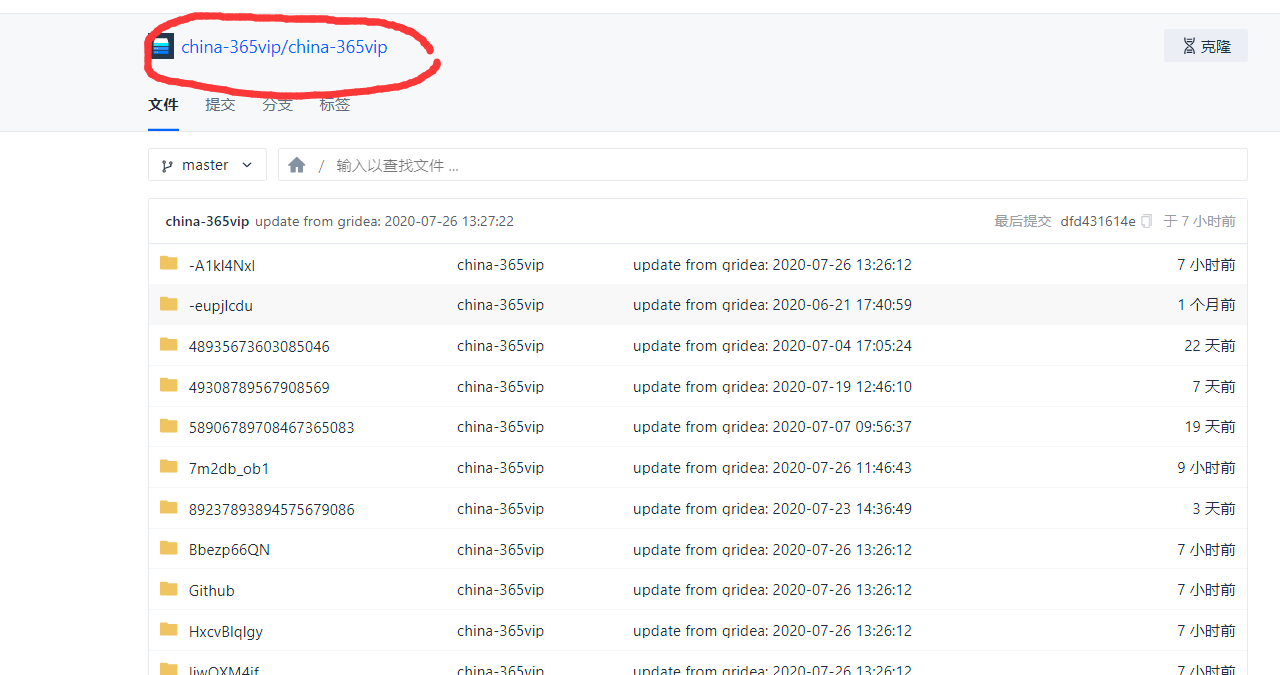 china-365vip/china-365vip
克隆
文件 提交 分支 标签
master / 输入以查找文件 ...
china-365vip update from gridea: 2020-07-26 13:27:22 最后提交 dfd431614e 于 7 小时前
-A1kI4NxI china-365vip update from gridea: 2020-07-26 13:26:12 7 小时前
-eupjIcdu china-365vip update from gridea: 2020-06-21 17:40:59 1 个月前
48935673603085046 china-365vip update from gridea: 2020-07-04 17:05:24 22 天前
49308789567908569 china-365vip update from gridea: 2020-07-19 12:46:10 7 天前
58906789708467365083 china-365vip update from gridea: 2020-07-07 09:56:37 19 天前
7m2db_ob1 china-365vip update from gridea: 2020-07-26 11:46:43 9 小时前
89237893894575679086 china-365vip update from gridea: 2020-07-23 14:36:49 3 天前
Bbezp66QN china-365vip update from gridea: 2020-07-26 13:26:12 7 小时前
Github china-365vip update from gridea: 2020-07-26 13:26:12 7 小时前
HxcvBIqIgy china-365vip update from gridea: 2020-07-26 13:26:12 7 小时前
china-365vip update from gridea: 2020-07-26 13:26:12 7 小时前